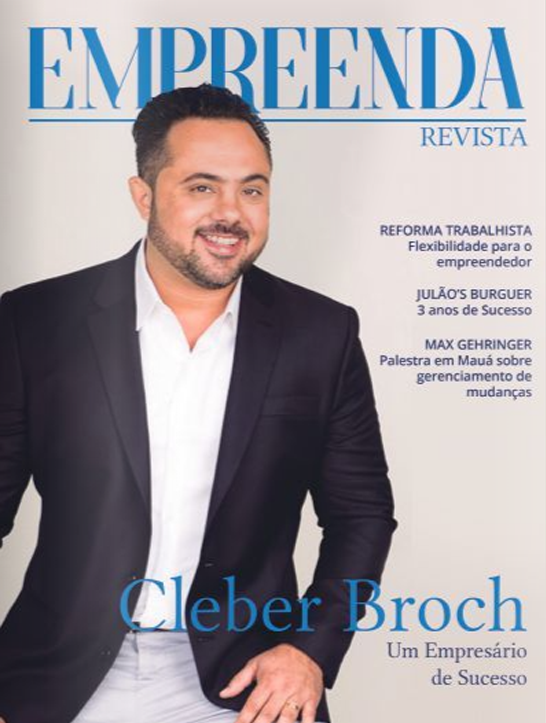 EMPREENDA
REVISTA
REFORMA TRABALHISTA
Flexibilidade para o
empreendedor
JULÃO'S BURGUER
3 anos de Sucesso
MAX GEHRINGER
Palestra em Mauá sobre
gerenciamento de
mudanças
Cleber Broch
Um Empresário
de Sucesso